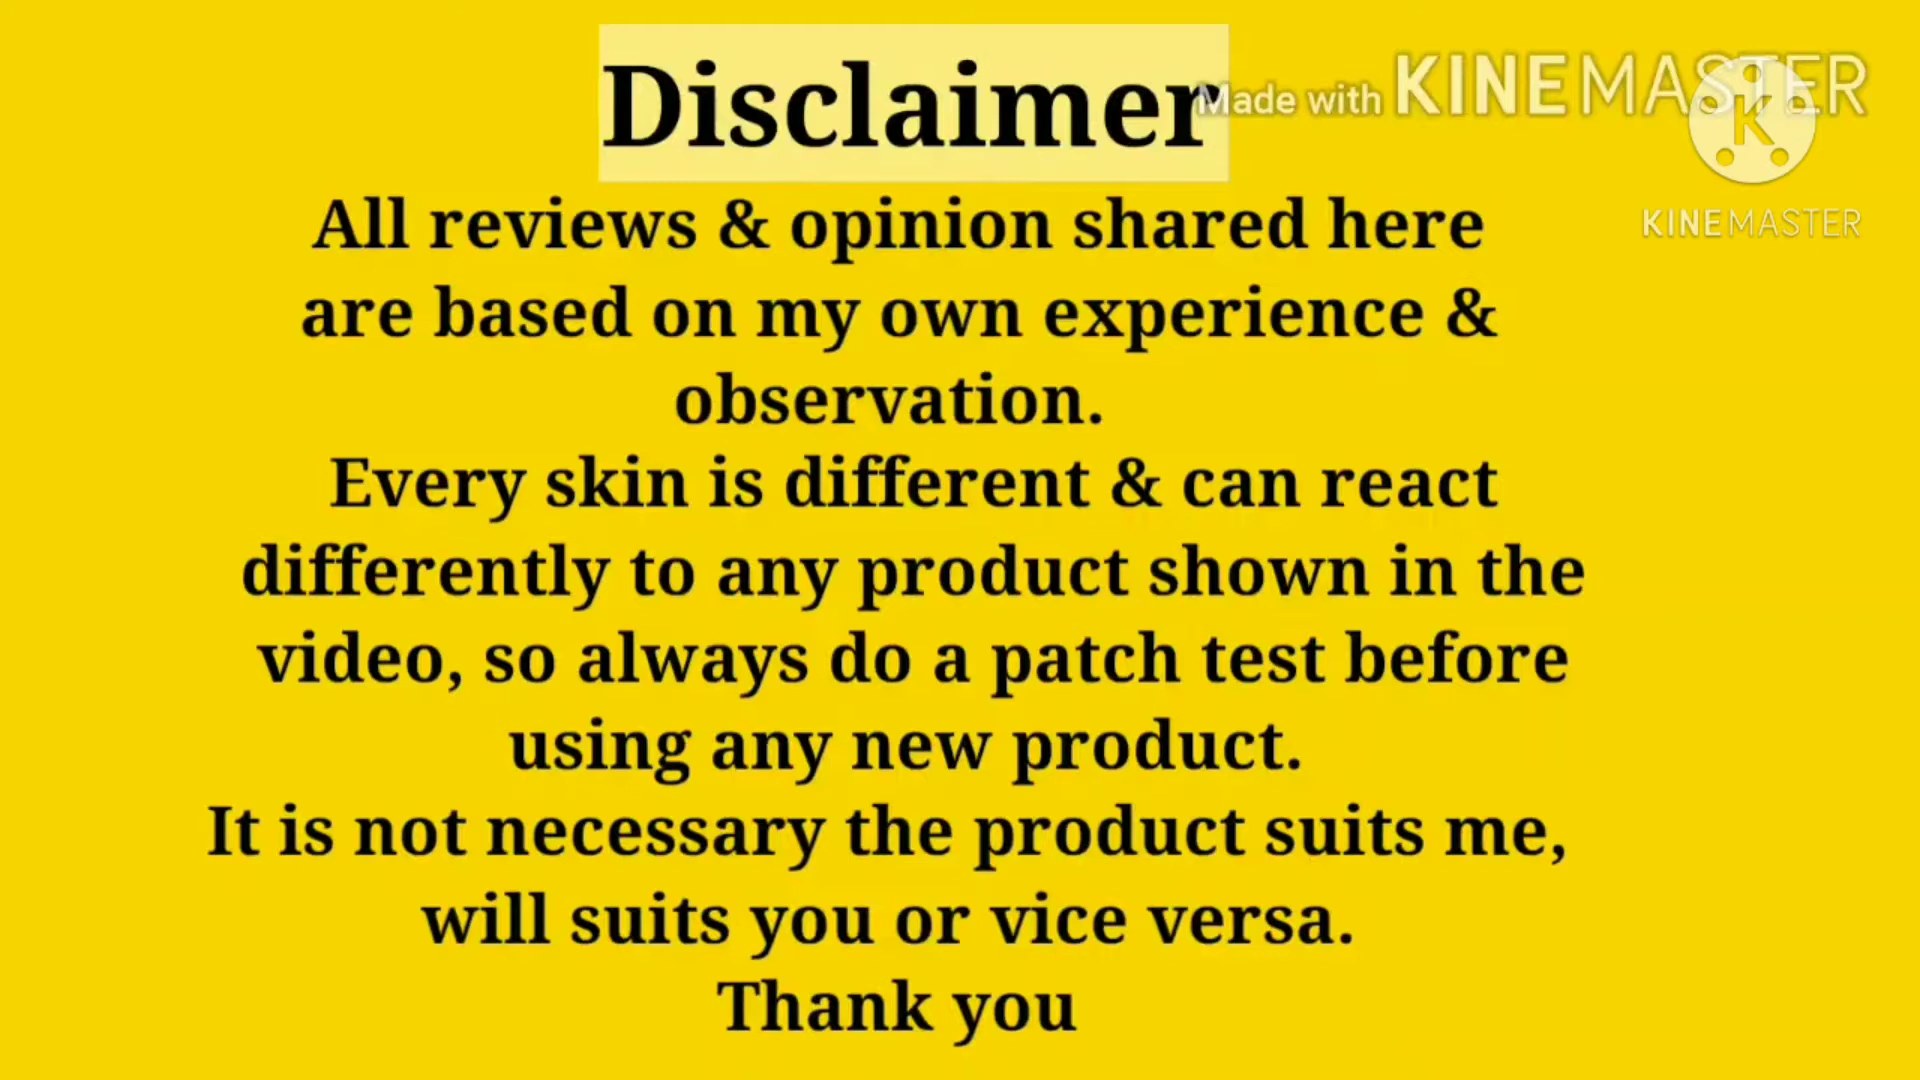 Disclaimer
Made with KINEMASTER
K
KINEMASTER
All reviews & opinion shared here
are based on my own experience &
observation.
Every skin is different & can react
differently to any product shown in the
video, so always do a patch test before
using any new product.
It is not necessary the product suits me,
will suits you or vice versa.
Thank you